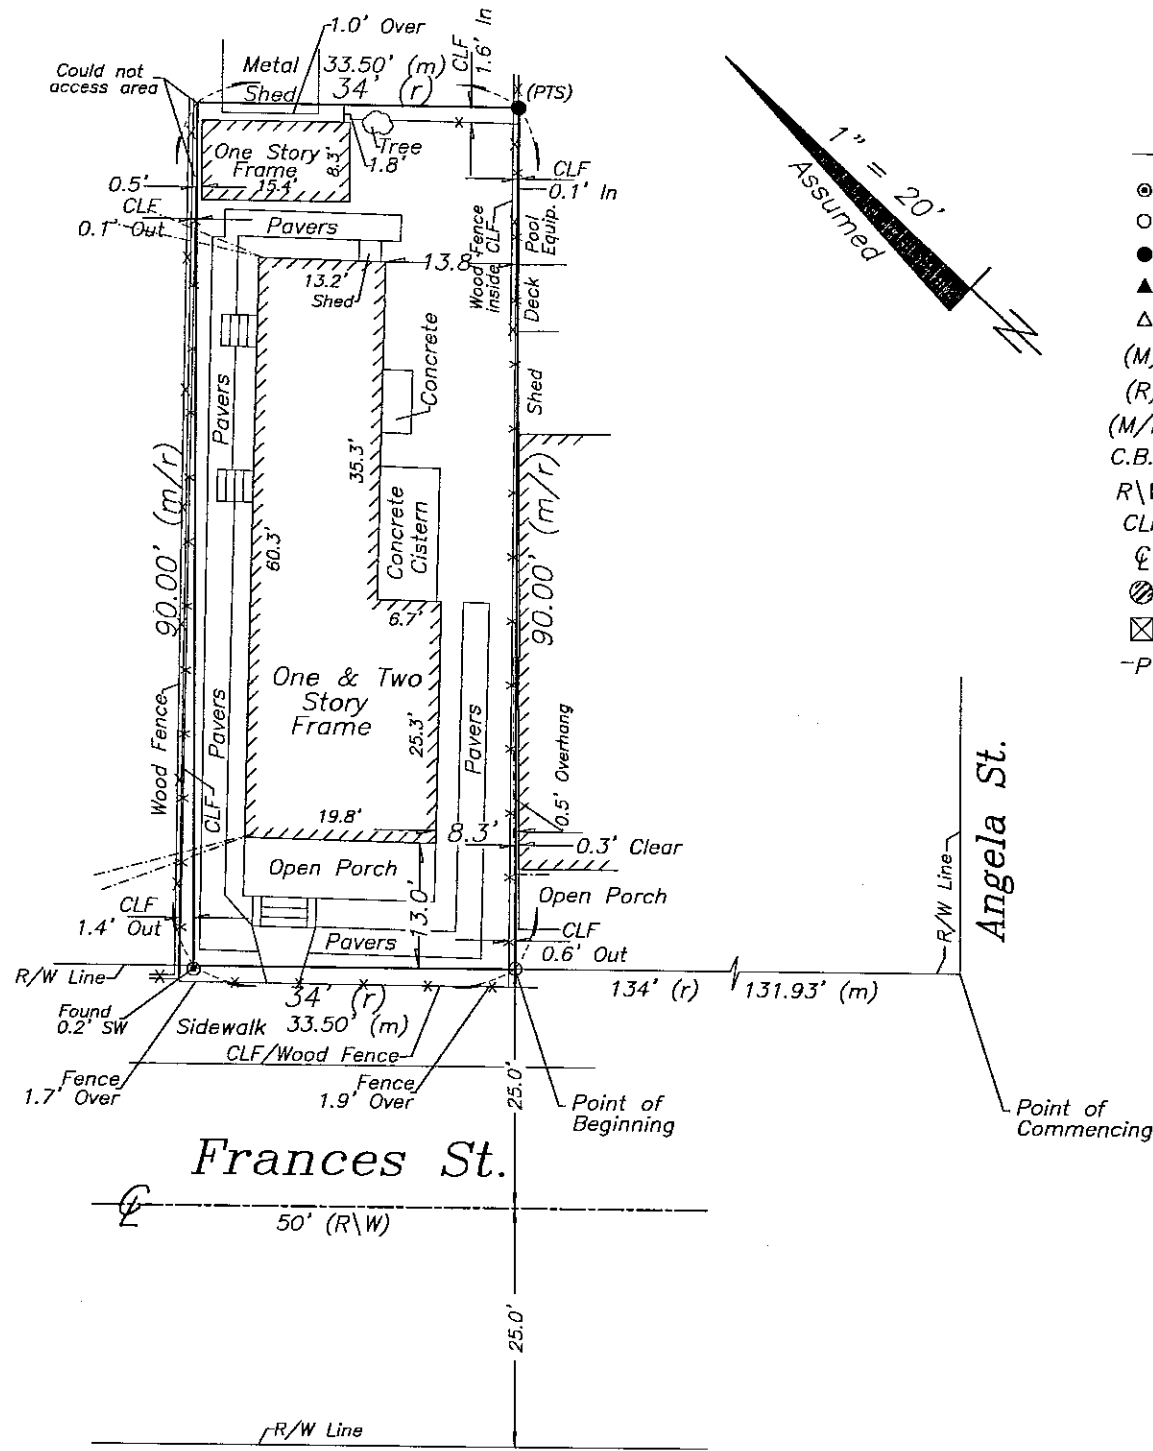 1.0' Over
Metal
Shed
33.50' (m)
34' (r)
CLF
1.6' In
Could not
access area
(PTS)
Tree
1.8'
One Story
Frame
8.3'
15.4'
0.5'
CLF
0.1' In
CLF
0.1' Out
Pavers
13.8
13.2'
Shed
Wood Fence
inside CLF
Pool
Equip.
Deck
Shed
1" = 20'
Assumed
N
Concrete
Pavers
35.3'
60.3'
Concrete
Cistern
6.7'
90.00' (m/r)
90.00' (m/r)
One & Two
Story
Frame
25.3'
Pavers
Pavers
Wood Fence
CLF
0.5' Overhang
19.8'
8.3'
0.3' Clear
Open Porch
Open Porch
13.0'
CLF
1.4' Out
CLF
0.6' Out
Pavers
R/W Line
Angela St.
R/W Line
Found
0.2' SW
34' (r)
33.50' (m)
Sidewalk
134' (r)
131.93' (m)
CLF/Wood Fence
Fence
1.7' Over
Fence
1.9' Over
25.0'
Point of
Beginning
Point of
Commencing
Frances St.
℄
50' (R\W)
25.0'
R/W Line
(M/
(R)
(M/
C.B.
R\
CL
℄
-P